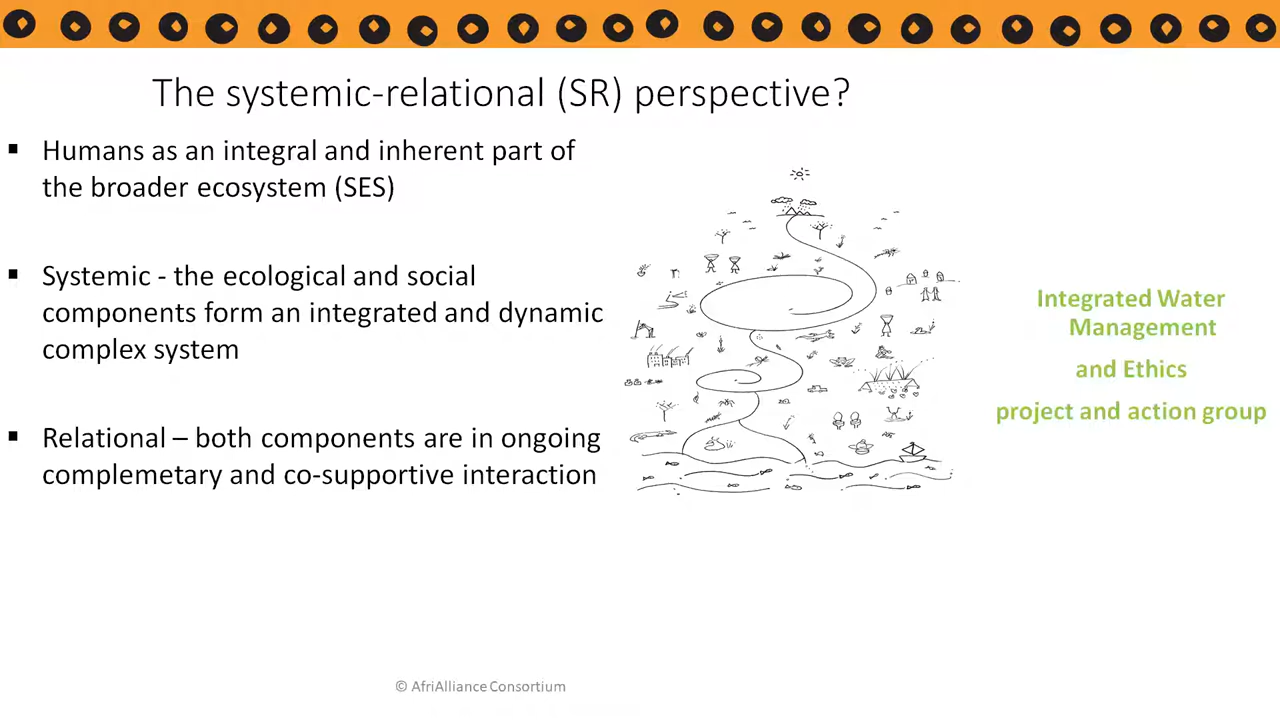 The systemic-relational (SR) perspective?
▪ Humans as an integral and inherent part of
the broader ecosystem (SES)
▪ Systemic - the ecological and social
components form an integrated and dynamic
complex system
▪ Relational – both components are in ongoing
complemetary and co-supportive interaction
Integrated Water
Management
and Ethics
project and action group
© AfriAlliance Consortium